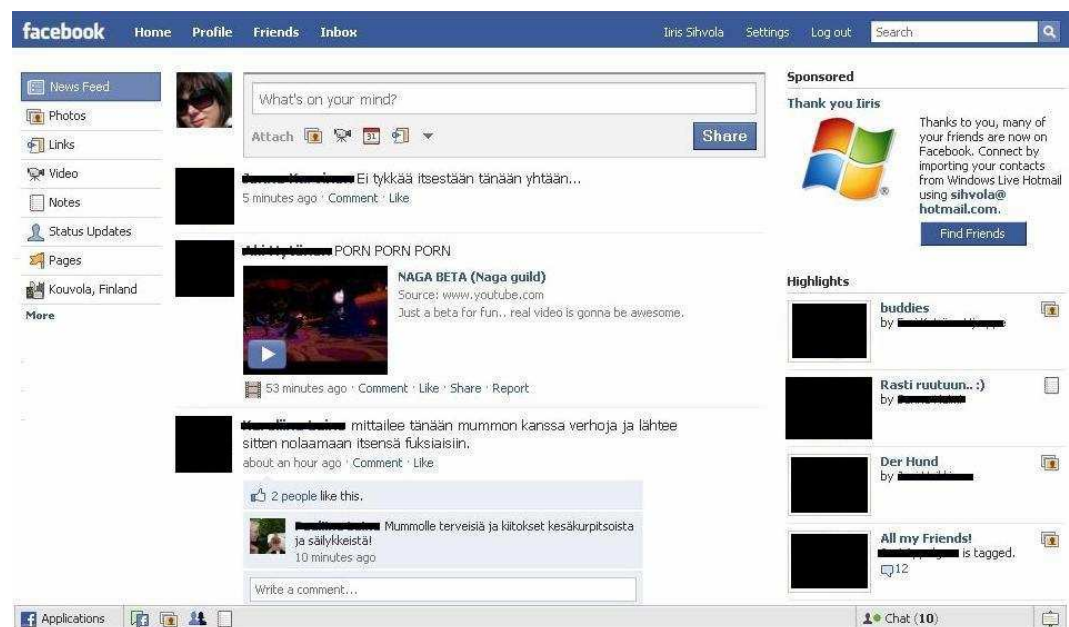 facebook Home Profile Friends Inbox Iiris Sihvola Settings Log out Search
News Feed
Photos
Links
Video
Notes
Status Updates
Pages
Kouvola, Finland
More
What's on your mind?
Attach 31 Share
Ei tykkää itsestään tänään yhtään...
5 minutes ago · Comment · Like
PORN PORN PORN
NAGA BETA (Naga guild)
Source: www.youtube.com
Just a beta for fun.. real video is gonna be awesome.
53 minutes ago · Comment · Like · Share · Report
mittailee tänään mummon kanssa verhoja ja lähtee
sitten nolaamaan itsensä fuksiaisiin.
about an hour ago · Comment · Like
2 people like this.
Mummolle terveisiä ja kiitokset kesäkurpitsoista
ja säilykkeistä!
10 minutes ago
Write a comment...
Sponsored
Thank you Iiris
Thanks to you, many
of your friends are now on
Facebook. Connect by
importing your contacts
from Windows Live Hotmail
using sihvola@
hotmail.com.
Find Friends
Highlights
buddies
by
Rasti ruutuun.. :)
by
Der Hund
by
All my Friends!
is tagged.
12
Applications
Chat (10)